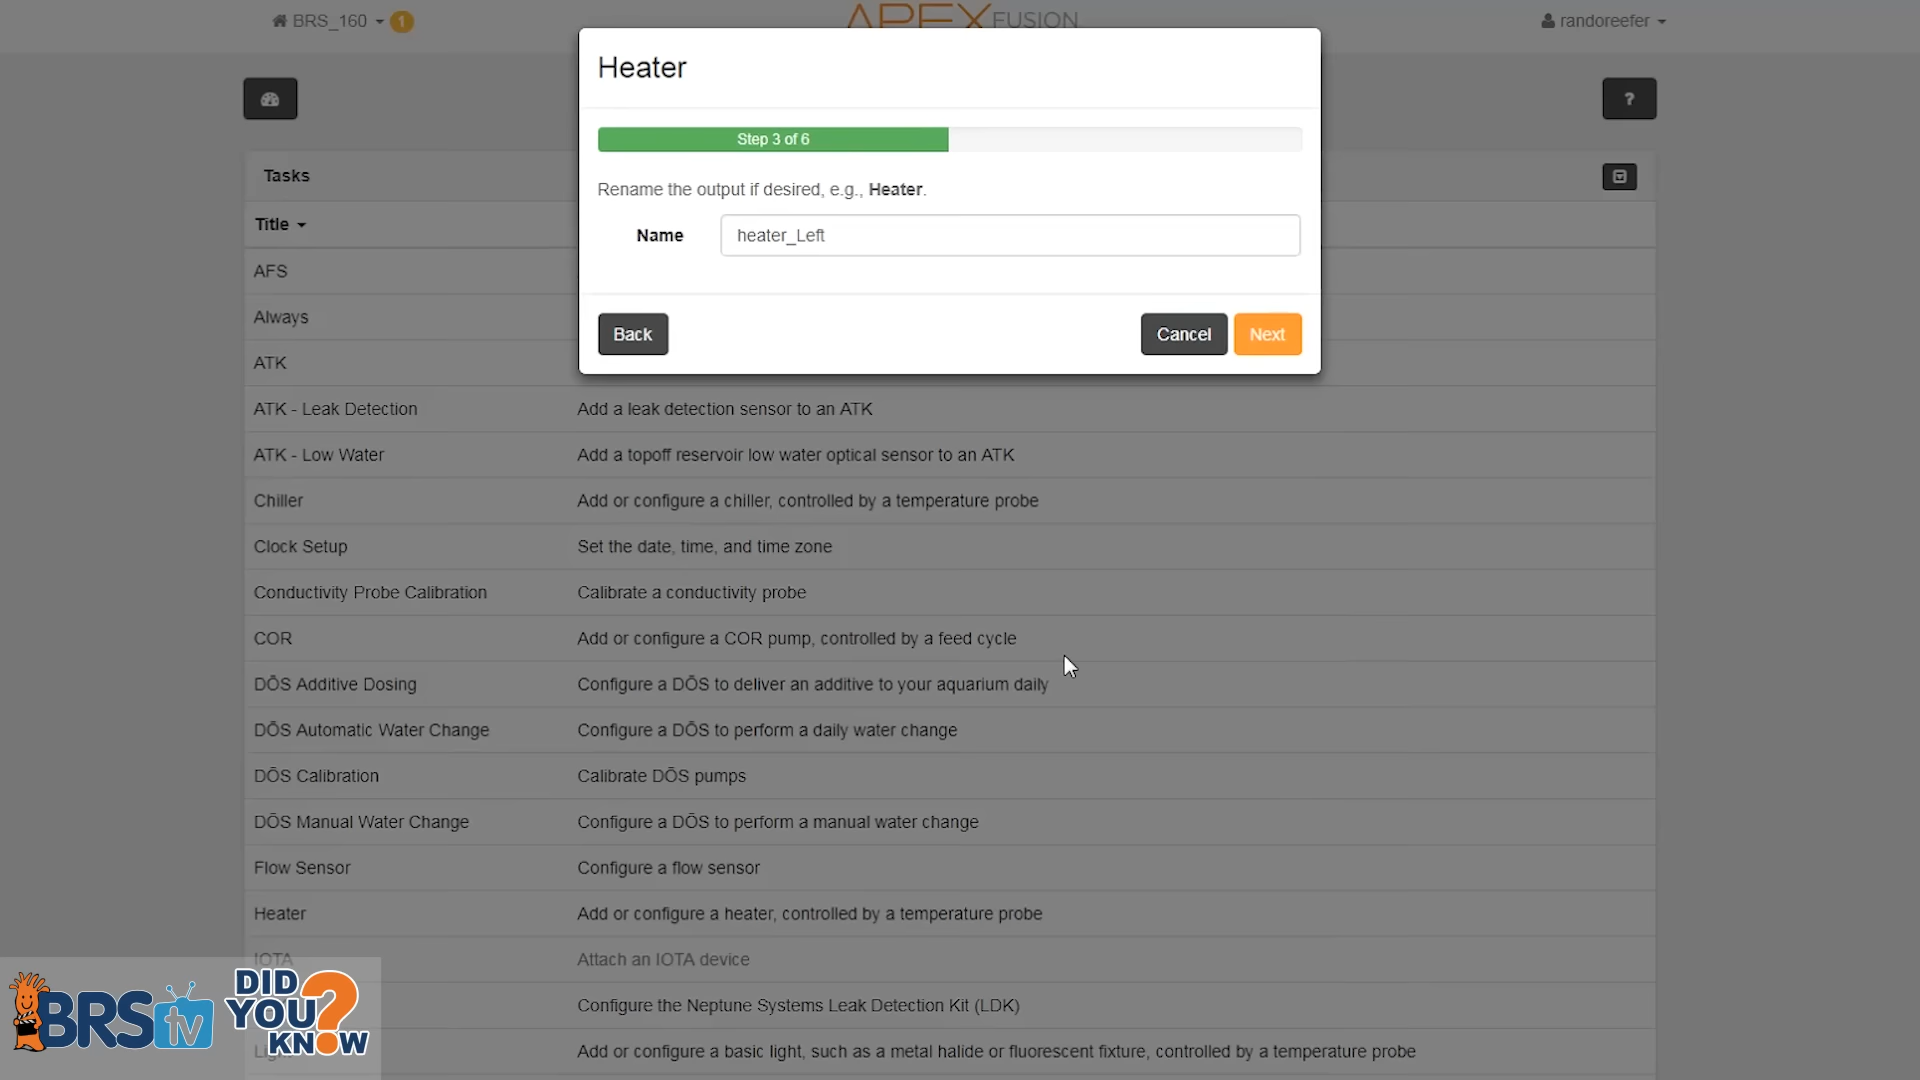 BRS_160 1
APEX FUSION
randoreefer
Heater
Step 3 of 6
Rename the output if desired, e.g., Heater.
Name heater_Left
Back Cancel Next
?
Tasks
Title
AFS
Always
ATK
ATK - Leak Detection Add a leak detection sensor to an ATK
ATK - Low Water Add a topoff reservoir low water optical sensor to an ATK
Chiller Add or configure a chiller, controlled by a temperature probe
Clock Setup Set the date, time, and time zone
Conductivity Probe Calibration Calibrate a conductivity probe
COR Add or configure a COR pump, controlled by a feed cycle
DŌS Additive Dosing Configure a DŌS to deliver an additive to your aquarium daily
DŌS Automatic Water Change Configure a DŌS to perform a daily water change
DŌS Calibration Calibrate DŌS pumps
DŌS Manual Water Change Configure a DŌS to perform a manual water change
Flow Sensor Configure a flow sensor
Heater Add or configure a heater, controlled by a temperature probe
IOTA Attach an IOTA device
Configure the Neptune Systems Leak Detection Kit (LDK)
Add or configure a basic light, such as a metal halide or fluorescent fixture, controlled by a temperature probe
BRS tv
DID
YOU
KNOW
?